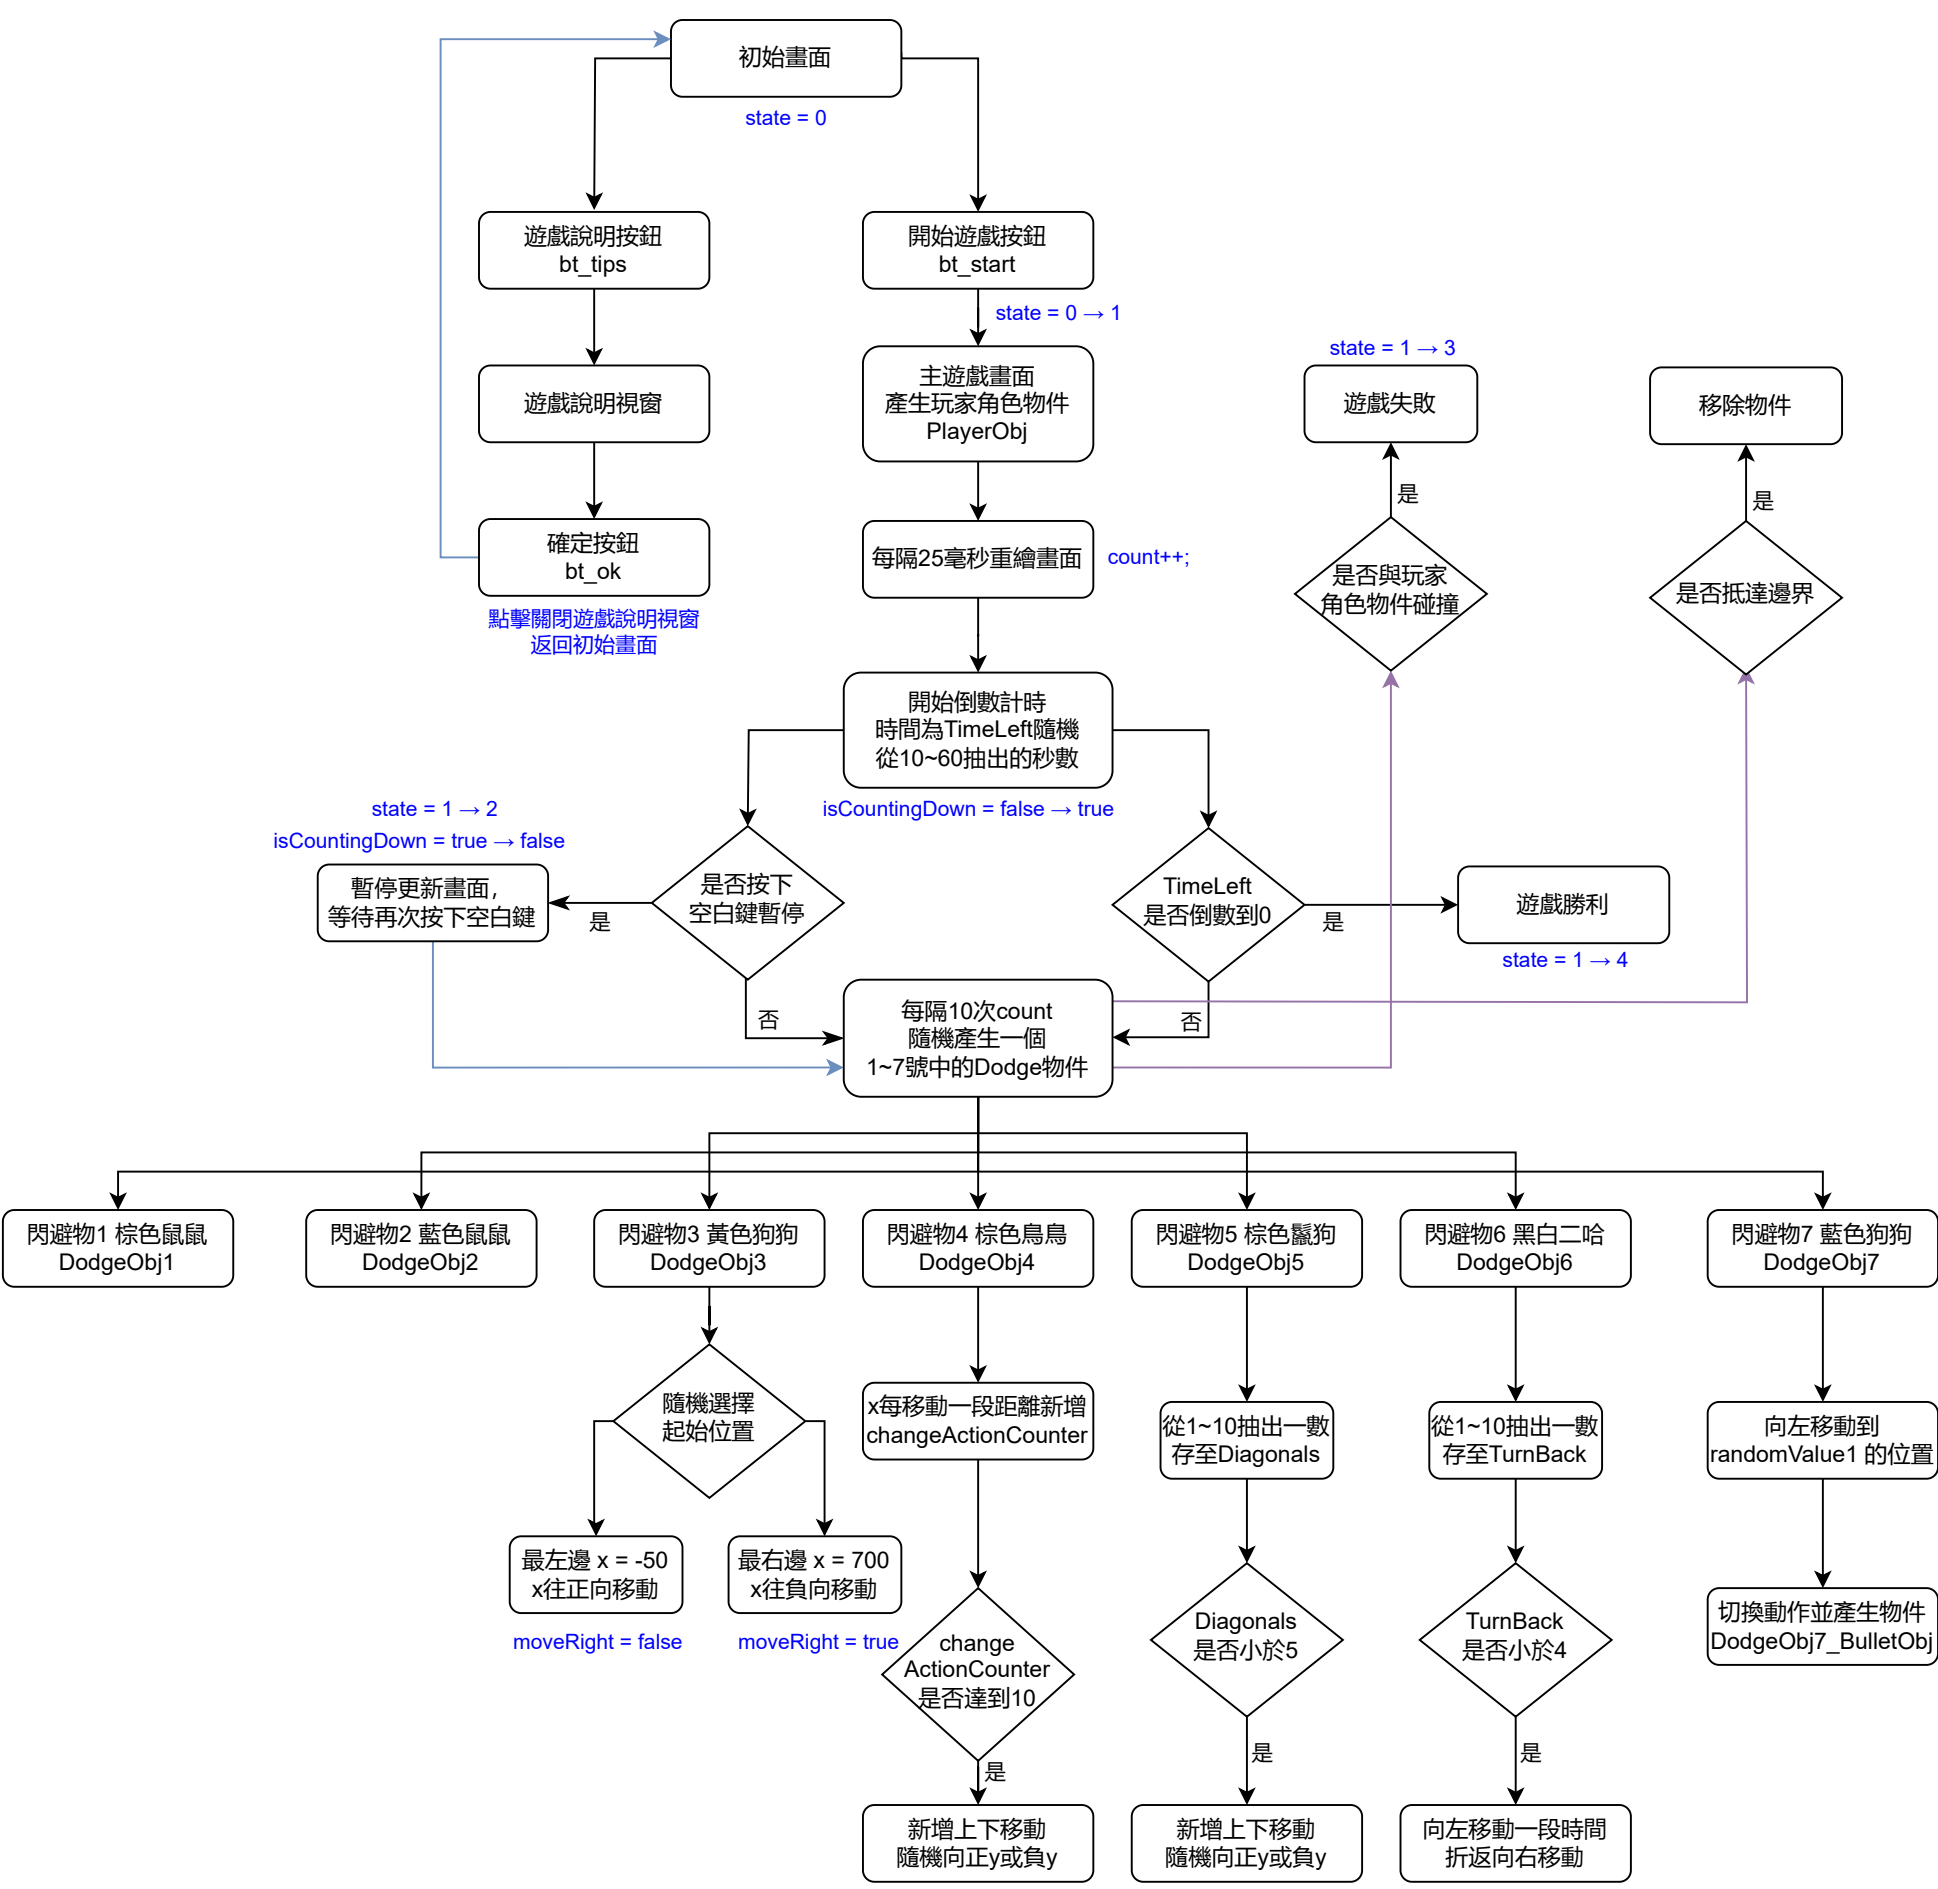 初始畫面
state = 0
遊戲說明按鈕
bt_tips
開始遊戲按鈕
bt_start
state = 0 → 1
遊戲說明視窗
主遊戲畫面
產生玩家角色物件
PlayerObj
state = 1 → 3
遊戲失敗
移除物件
是
是
確定按鈕
bt_ok
點擊關閉遊戲說明視窗
返回初始畫面
每隔25毫秒重繪畫面
count++;
是否與玩家
角色物件碰撞
是否抵達邊界
開始倒數計時
時間為TimeLeft隨機
從10~60抽出的秒數
isCountingDown = false → true
state = 1 → 2
isCountingDown = true → false
暫停更新畫面，
等待再次按下空白鍵
是
是否按下
空白鍵暫停
TimeLeft
是否倒數到0
是
遊戲勝利
state = 1 → 4
否
否
每隔10次count
隨機產生一個
1~7號中的Dodge物件
閃避物1 棕色鼠鼠
DodgeObj1
閃避物2 藍色鼠鼠
DodgeObj2
閃避物3 黃色狗狗
DodgeObj3
閃避物4 棕色鳥鳥
DodgeObj4
閃避物5 棕色鬣狗
DodgeObj5
閃避物6 黑白二哈
DodgeObj6
閃避物7 藍色狗狗
DodgeObj7
隨機選擇
起始位置
x每移動一段距離新增
changeActionCounter
從1~10抽出一數
存至Diagonals
從1~10抽出一數
存至TurnBack
向左移動到
randomValue1 的位置
最左邊 x = -50
x往正向移動
moveRight = false
最右邊 x = 700
x往負向移動
moveRight = true
change
ActionCounter
是否達到10
Diagonals
是否小於5
TurnBack
是否小於4
切換動作並產生物件
DodgeObj7_BulletObj
是
是
是
新增上下移動
隨機向正y或負y
新增上下移動
隨機向正y或負y
向左移動一段時間
折返向右移動